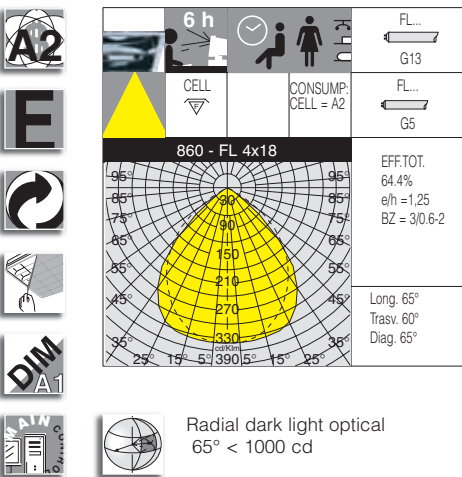 A2
6 h
FL...
G13
E
CELL
F
CONSUMP:
CELL = A2
FL...
G5
860 - FL 4x18
95° 95°
85° 85°
75° 75°
65° 65°
55° 55°
45° 45°
35° 35°
30
90
150
210
270
330
cd/Klm
25° 15° 5° 390 5° 15° 25°
EFF.TOT.
64.4%
e/h =1,25
BZ = 3/0.6-2
Long. 65°
Trasv. 60°
Diag. 65°
DIM
A1
MAIN
CONTROL
Radial dark light optical
65° < 1000 cd